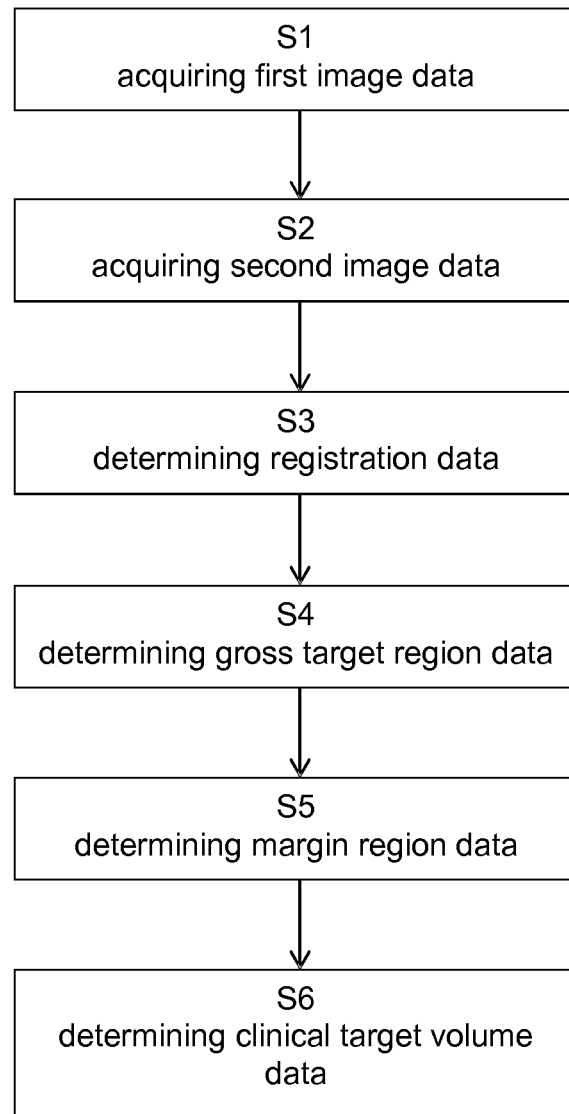 S1
acquiring first image data
S2
acquiring second image data
S3
determining registration data
S4
determining gross target region data
S5
determining margin region data
S6
determining clinical target volume
data